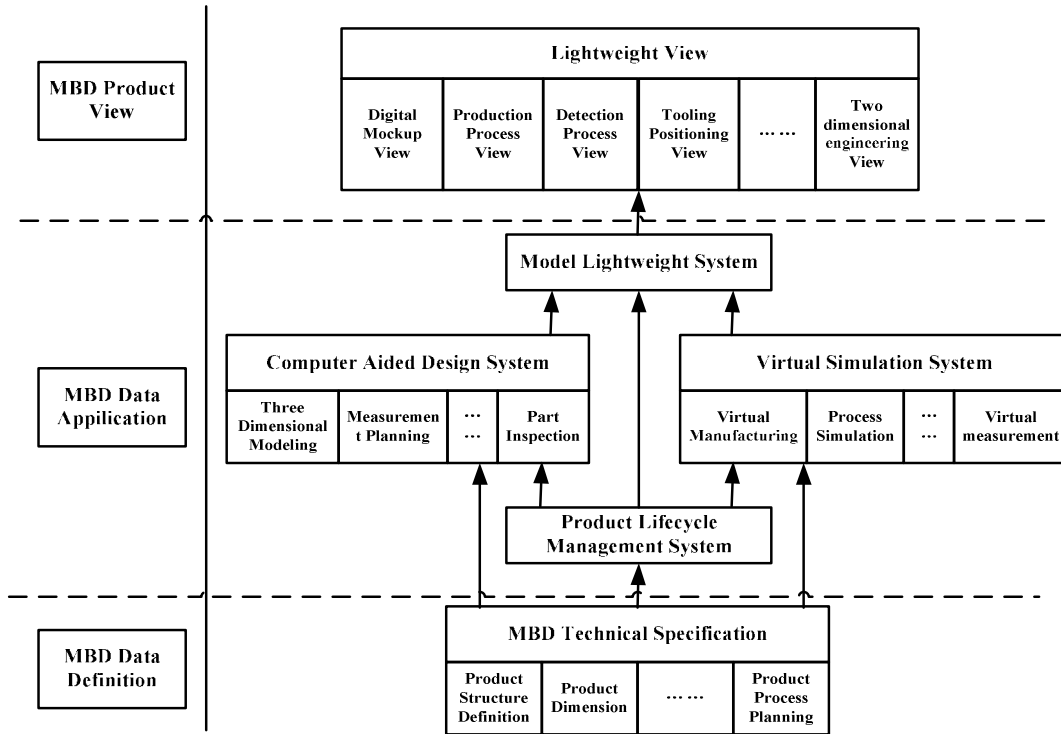 MBD Product
View
Lightweight View
Digital
Mockup
View
Production
Process
View
Detection
Process
View
Tooling
Positioning
View
... ...
Two
dimensional
engineering
View
Model Lightweight System
MBD Data
Appilication
Computer Aided Design System
Three
Dimensional
Modeling
Measuremen
t Planning
...
...
Part
Inspection
Virtual Simulation System
Virtual
Manufacturing
Process
Simulation
...
...
Virtual
measurement
Product Lifecycle
Management System
MBD Data
Definition
MBD Technical Specification
Product
Structure
Definition
Product
Dimension
... ...
Product
Process
Planning